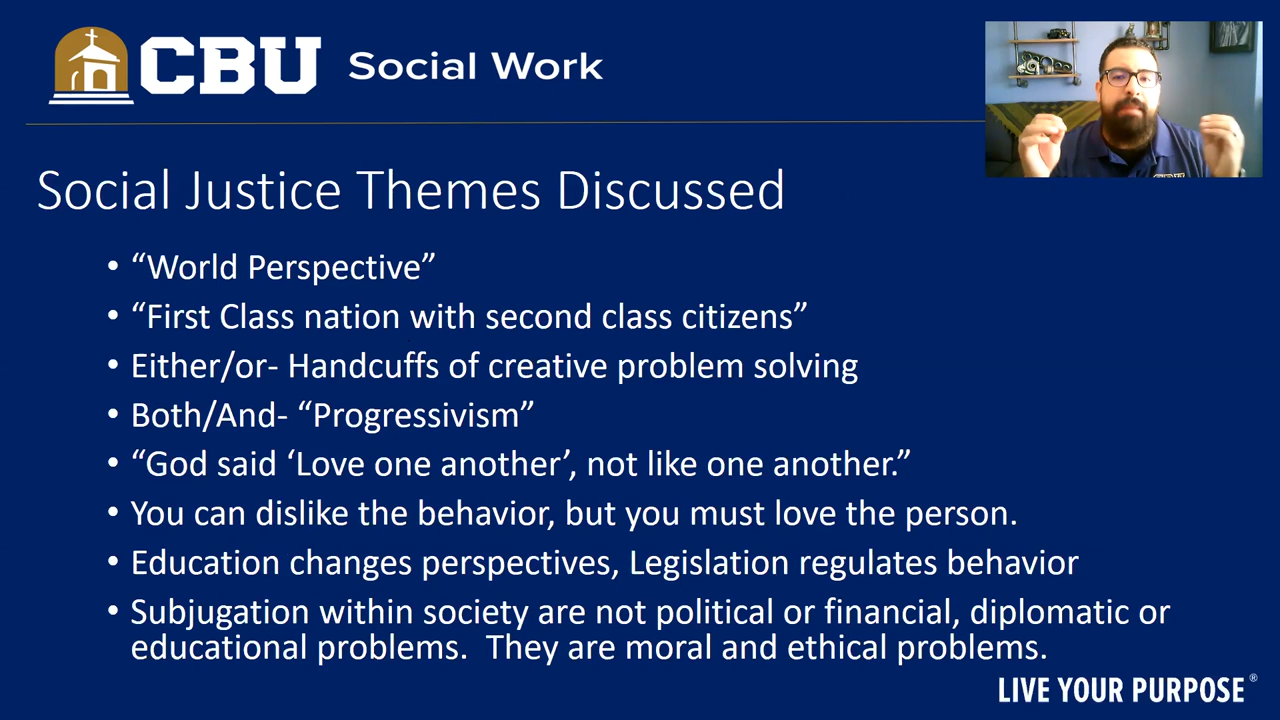 CBU Social Work
Social Justice Themes Discussed
• “World Perspective”
• “First Class nation with second class citizens”
• Either/or- Handcuffs of creative problem solving
• Both/And- “Progressivism”
• “God said ‘Love one another’, not like one another.”
• You can dislike the behavior, but you must love the person.
• Education changes perspectives, Legislation regulates behavior
• Subjugation within society are not political or financial, diplomatic or
educational problems.  They are moral and ethical problems.
LIVE YOUR PURPOSE®